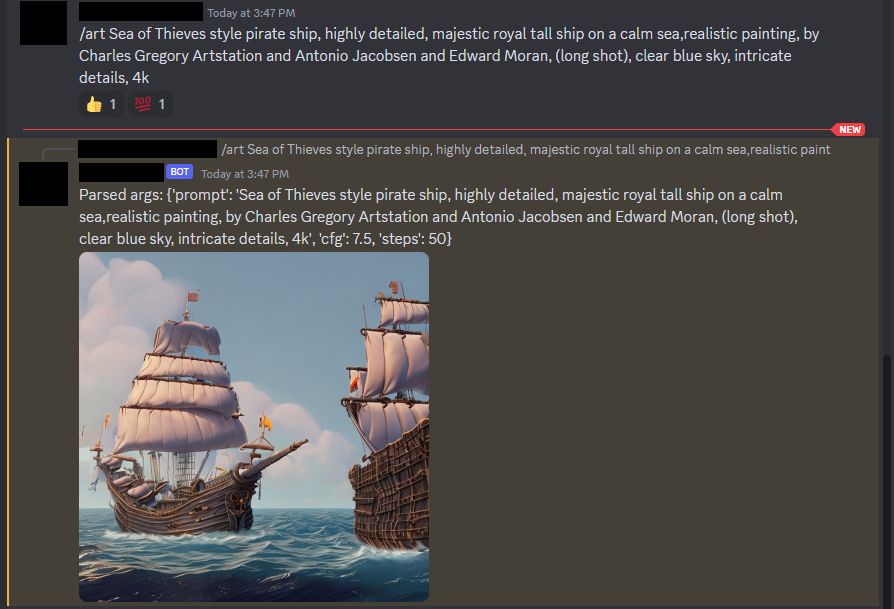 Today at 3:47 PM
/art Sea of Thieves style pirate ship, highly detailed, majestic royal tall ship on a calm sea,realistic painting, by
Charles Gregory Artstation and Antonio Jacobsen and Edward Moran, (long shot), clear blue sky, intricate
details, 4k
👍 1 💯 1
NEW
/art Sea of Thieves style pirate ship, highly detailed, majestic royal tall ship on a calm sea,realistic paint
BOT Today at 3:47 PM
Parsed args: {'prompt': 'Sea of Thieves style pirate ship, highly detailed, majestic royal tall ship on a calm
sea,realistic painting, by Charles Gregory Artstation and Antonio Jacobsen and Edward Moran, (long shot),
clear blue sky, intricate details, 4k', 'cfg': 7.5, 'steps': 50}